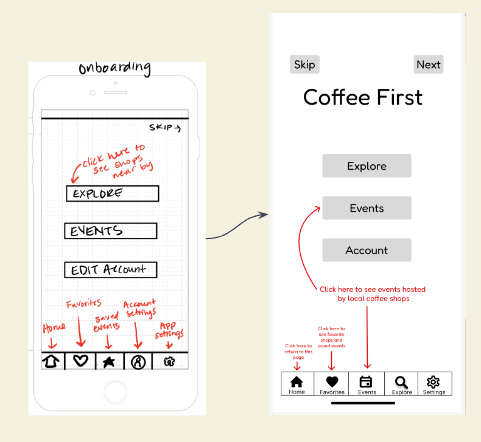 onboarding
SKIP
click here to
see shops
near by
EXPLORE
EVENTS
EDIT Account
Home
Favorites
saved
events
Account
settings
APP
settings
Skip
Next
Coffee First
Explore
Events
Account
Click here to see events hosted
by local coffee shops
Click here to
return to this
page
Click here to
see favorite
shops and
saved events
Home
Favorites
Events
Explore
Settings